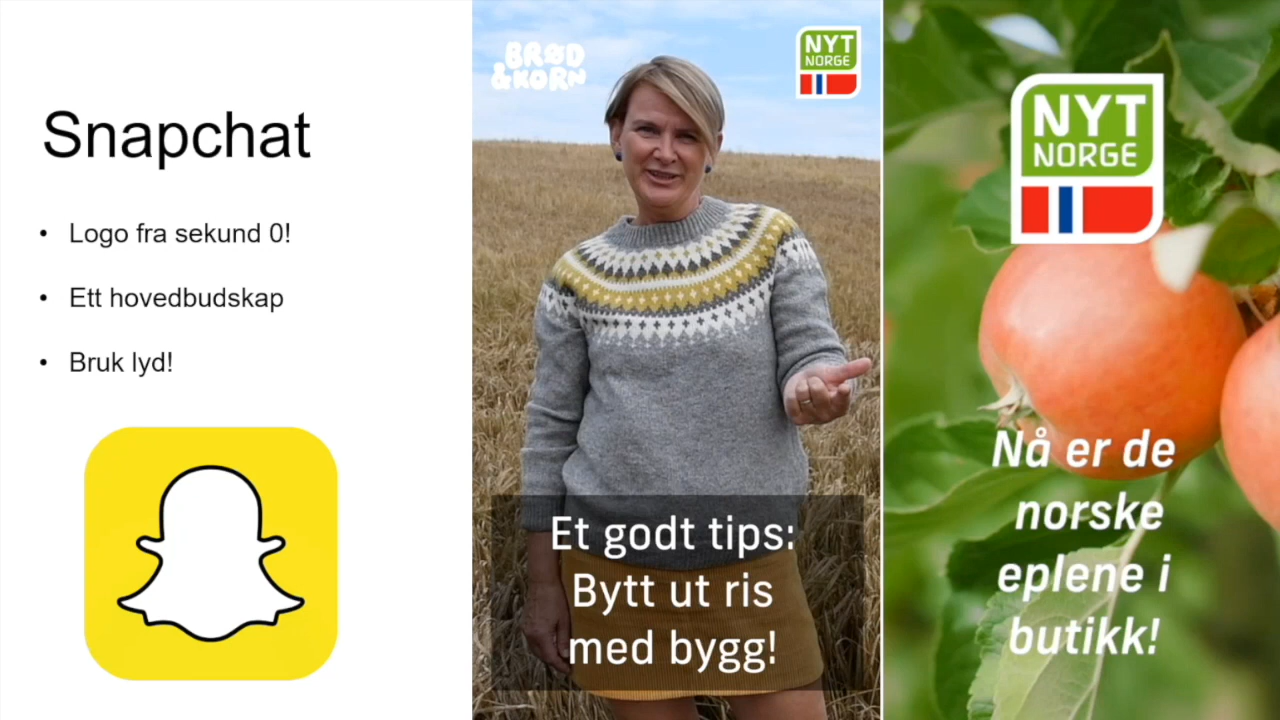 Snapchat
• Logo fra sekund 0!
• Ett hovedbudskap
• Bruk lyd!
BRØD
&KORN
NYT
NORGE
Et godt tips:
Bytt ut ris
med bygg!
NYT
NORGE
Nå er de
norske
eplene i
butikk!